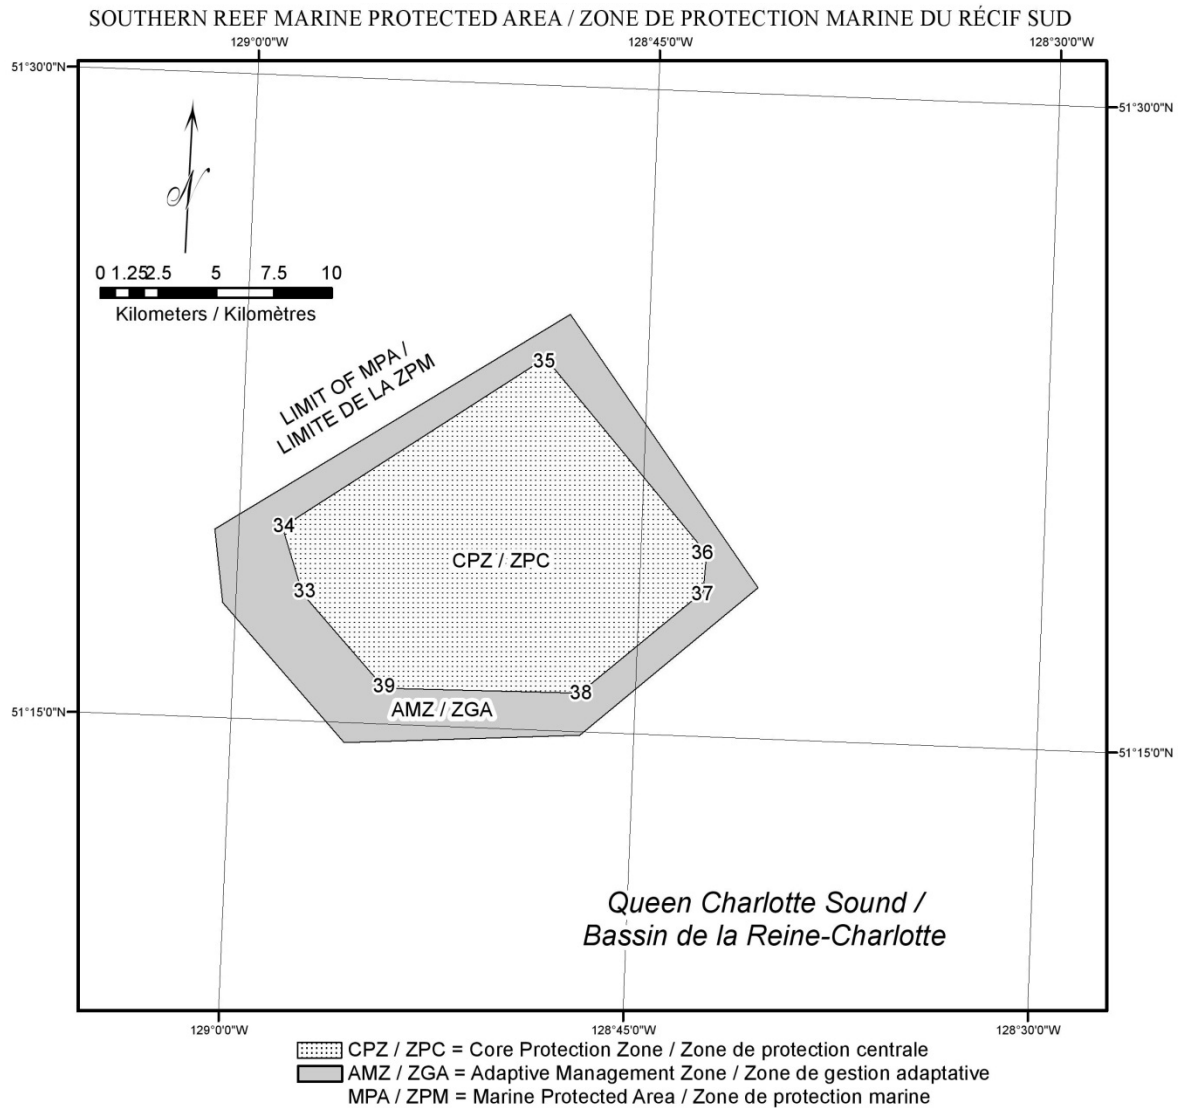 SOUTHERN REEF MARINE PROTECTED AREA / ZONE DE PROTECTION MARINE DU RÉCIF SUD
129°0'0"W
128°45'0"W
128°30'0"W
51°30'0"N
51°30'0"N
N
0 1.25 2.5 5 7.5 10
Kilometers / Kilomètres
LIMIT OF MPA /
LIMITE DE LA ZPM
35
34
36
CPZ / ZPC
33
37
39
38
AMZ / ZGA
51°15'0"N
51°15'0"N
Queen Charlotte Sound /
Bassin de la Reine-Charlotte
129°0'0"W
128°45'0"W
128°30'0"W
CPZ / ZPC = Core Protection Zone / Zone de protection centrale
AMZ / ZGA = Adaptive Management Zone / Zone de gestion adaptative
MPA / ZPM = Marine Protected Area / Zone de protection marine